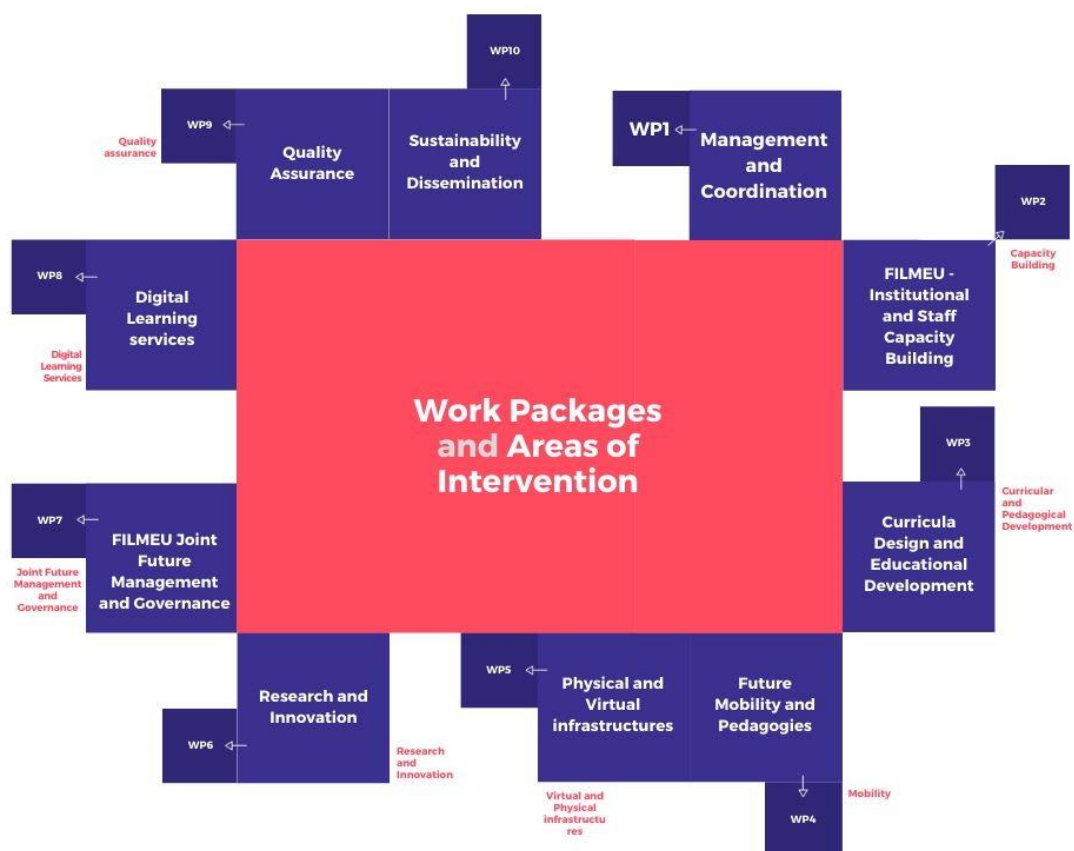 Work Packages
and Areas of
Intervention
WP1
Management
and
Coordination
WP2
Capacity
Building
FILMEU -
Institutional
and Staff
Capacity
Building
WP3
Curricular
and
Pedagogical
Development
Curricula
Design and
Educational
Development
Future
Mobility and
Pedagogies
WP4
Mobility
WP5
Physical and
Virtual
infrastructures
Virtual and
Physical
infrastructu
res
Research and
Innovation
WP6
Research
and
Innovation
WP7
FILMEU Joint
Future
Management
and Governance
Joint Future
Management
and
Governance
WP8
Digital
Learning
services
Digital
Learning
Services
WP9
Quality
assurance
Quality
Assurance
WP10
Sustainability
and
Dissemination